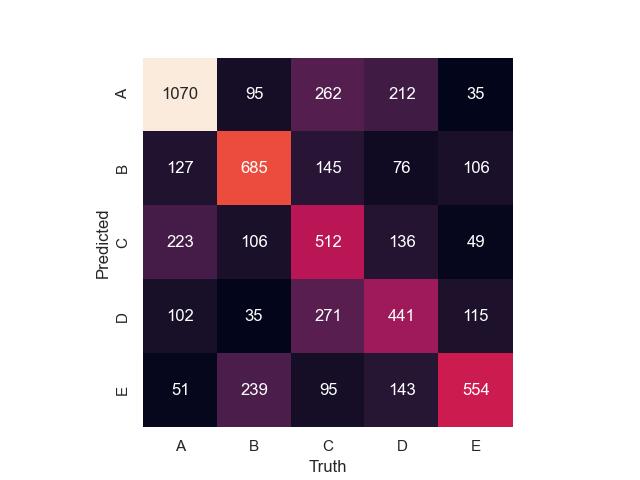 A 1070 95 262 212 35
B 127 685 145 76 106
C 223 106 512 136 49
D 102 35 271 441 115
E 51 239 95 143 554
A B C D E
Truth
Predicted